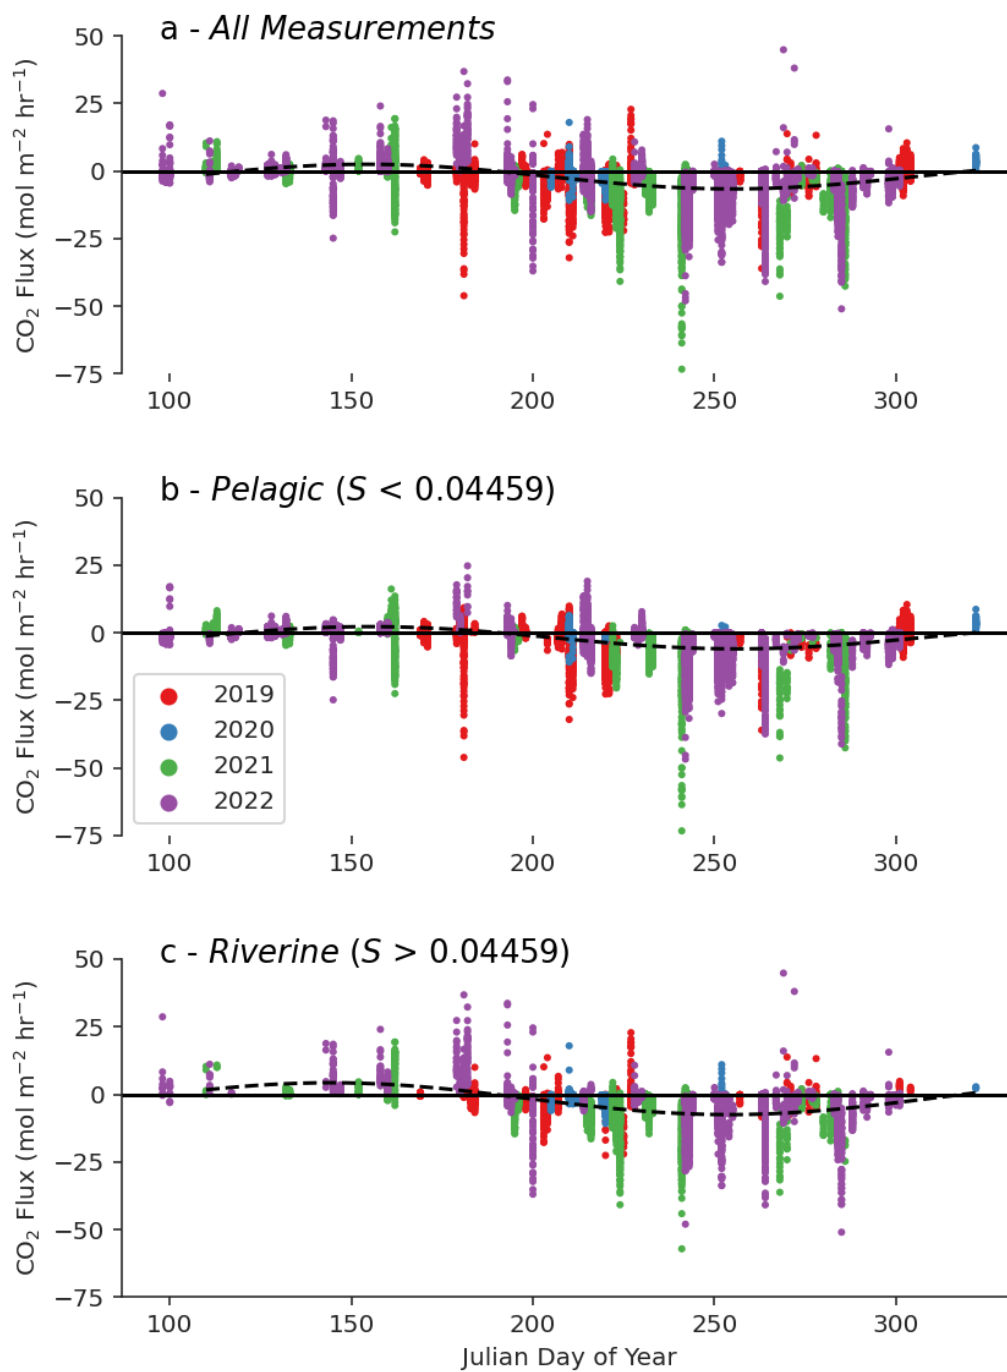 a - All Measurements
50
25
0
−25
−50
−75
CO₂ Flux (mol m⁻² hr⁻¹)
100 150 200 250 300
b - Pelagic (S < 0.04459)
50
25
0
−25
−50
−75
CO₂ Flux (mol m⁻² hr⁻¹)
2019
2020
2021
2022
100 150 200 250 300
c - Riverine (S > 0.04459)
50
25
0
−25
−50
−75
CO₂ Flux (mol m⁻² hr⁻¹)
100 150 200 250 300
Julian Day of Year